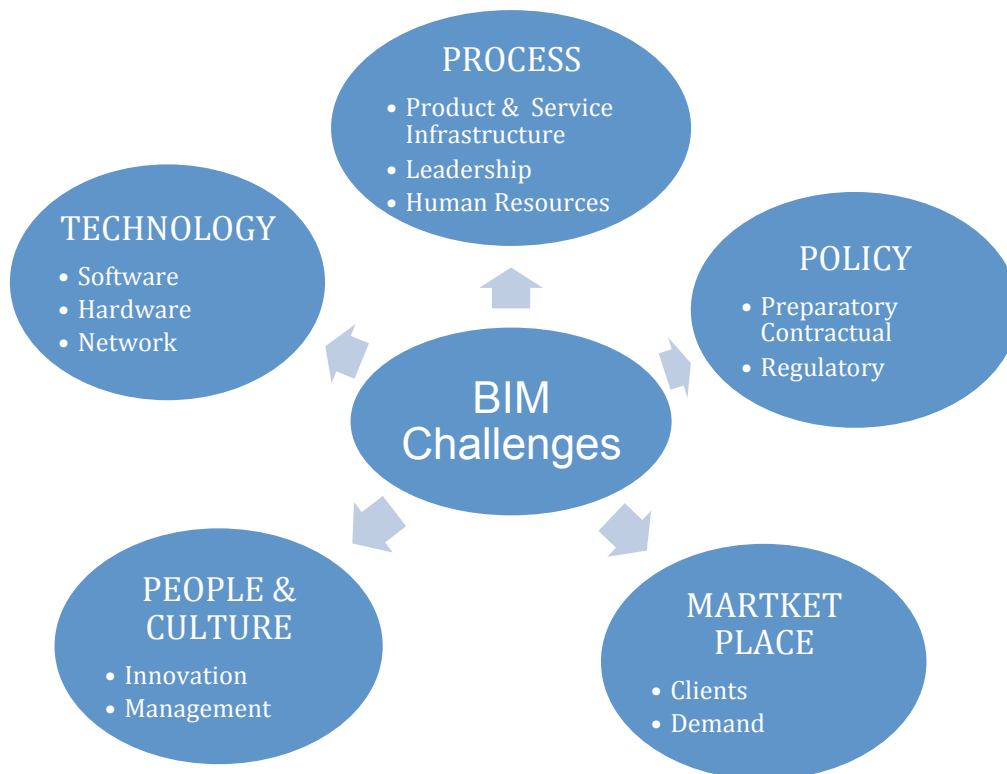 PROCESS
• Product &  Service
Infrastructure
• Leadership
• Human Resources
TECHNOLOGY
• Software
• Hardware
• Network
POLICY
• Preparatory
Contractual
• Regulatory
BIM
Challenges
PEOPLE &
CULTURE
• Innovation
• Management
MARTKET
PLACE
• Clients
• Demand